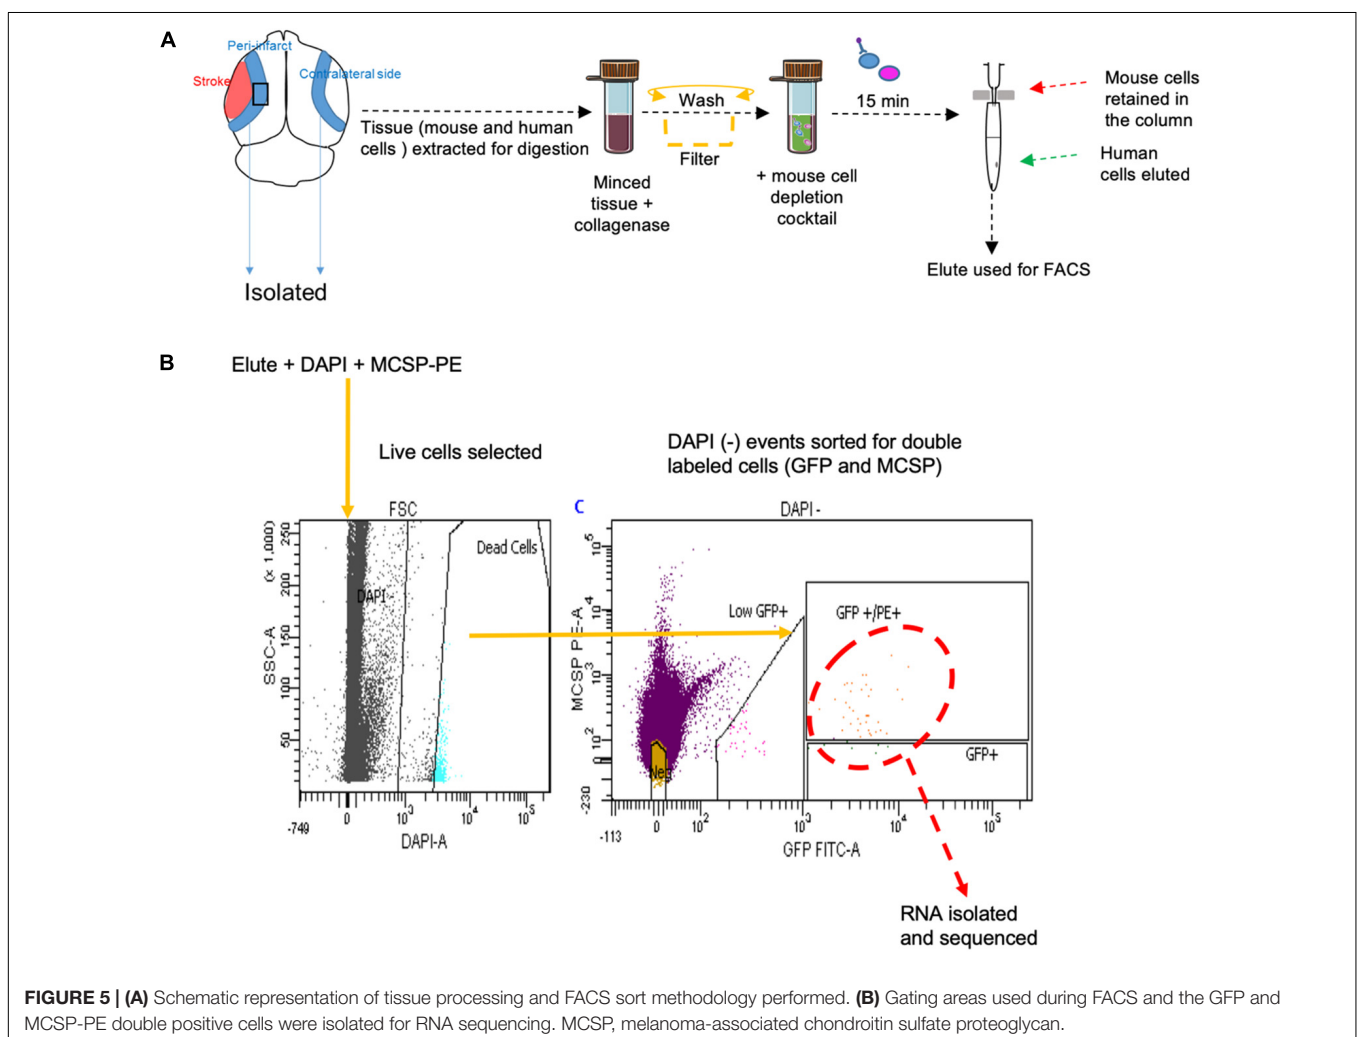 A
Peri-infarct
Stroke
Contralateral side
Tissue (mouse and human
cells ) extracted for digestion
Isolated
Wash
Filter
Minced
tissue +
collagenase
+ mouse cell
depletion
cocktail
15 min
Mouse cells
retained in
the column
Human
cells eluted
Elute used for FACS
B
Elute + DAPI + MCSP-PE
Live cells selected
DAPI (-) events sorted for double
labeled cells (GFP and MCSP)
FSC
(x 1,000)
250
200
150
100
50
SSC-A
DAPI
Dead Cells
-749
0
10³
10⁴
10⁵
DAPI-A
C
DAPI -
10⁵
10⁴
10³
10²
0
-230
MCSP PE-A
Low GFP+
GFP +/PE+
GFP+
Neg
-113
0
10²
10³
10⁴
10⁵
GFP FITC-A
RNA isolated
and sequenced
FIGURE 5 | (A) Schematic representation of tissue processing and FACS sort methodology performed. (B) Gating areas used during FACS and the GFP and
MCSP-PE double positive cells were isolated for RNA sequencing. MCSP, melanoma-associated chondroitin sulfate proteoglycan.